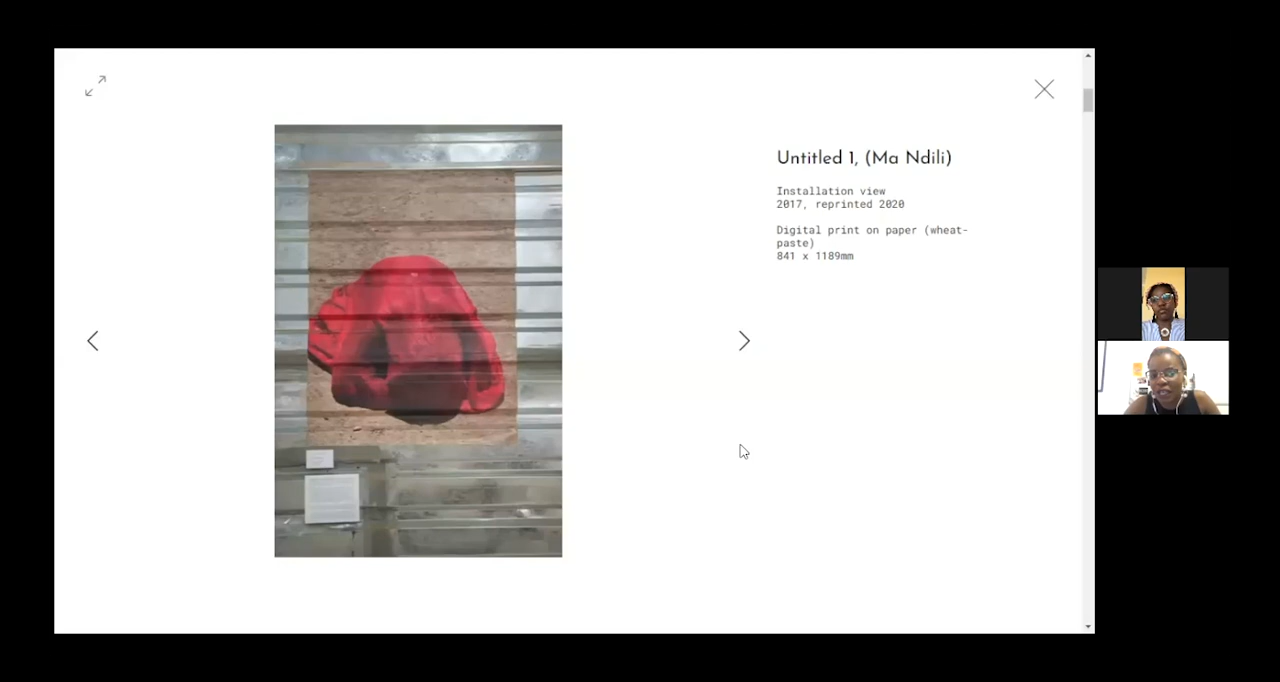 Untitled 1, (Ma Ndili)
Installation view
2017, reprinted 2020
Digital print on paper (wheat-
paste)
841 x 1189mm